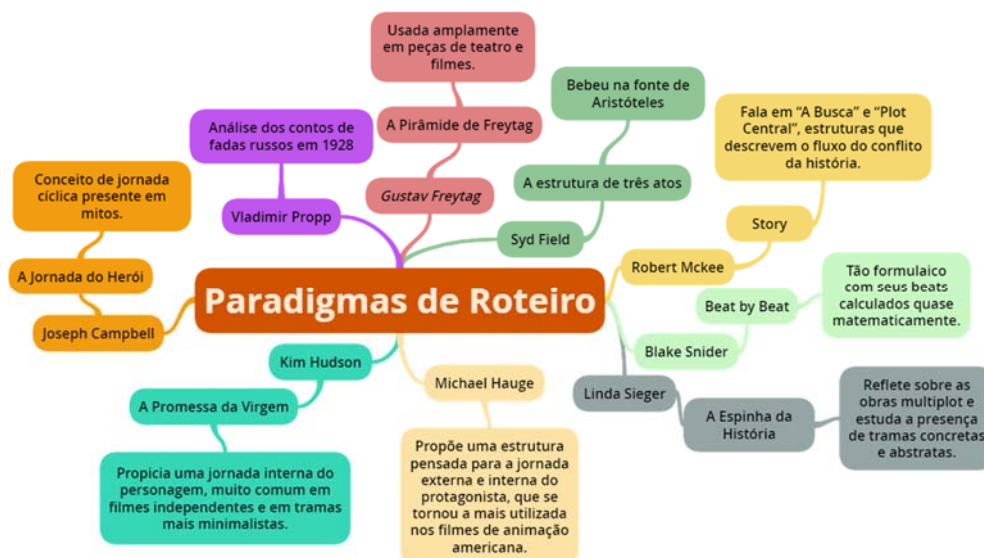 Paradigmas de Roteiro
Joseph Campbell
A Jornada do Herói
Conceito de jornada
cíclica presente em
mitos.
Vladimir Propp
Análise dos contos de
fadas russos em 1928
Gustav Freytag
A Pirâmide de Freytag
Usada amplamente
em peças de teatro e
filmes.
Syd Field
A estrutura de três atos
Bebeu na fonte de
Aristóteles
Robert Mckee
Story
Fala em “A Busca” e “Plot
Central”, estruturas que
descrevem o fluxo do conflito
da história.
Blake Snider
Beat by Beat
Tão formulaico
com seus beats
calculados quase
matematicamente.
Linda Sieger
A Espinha da
História
Reflete sobre as
obras multiplot e
estuda a presença
de tramas concretas
e abstratas.
Michael Hauge
Propõe uma estrutura
pensada para a jornada
externa e interna do
protagonista, que se
tornou a mais utilizada
nos filmes de animação
americana.
Kim Hudson
A Promessa da Virgem
Propicia uma jornada interna do
personagem, muito comum em
filmes independentes e em tramas
mais minimalistas.